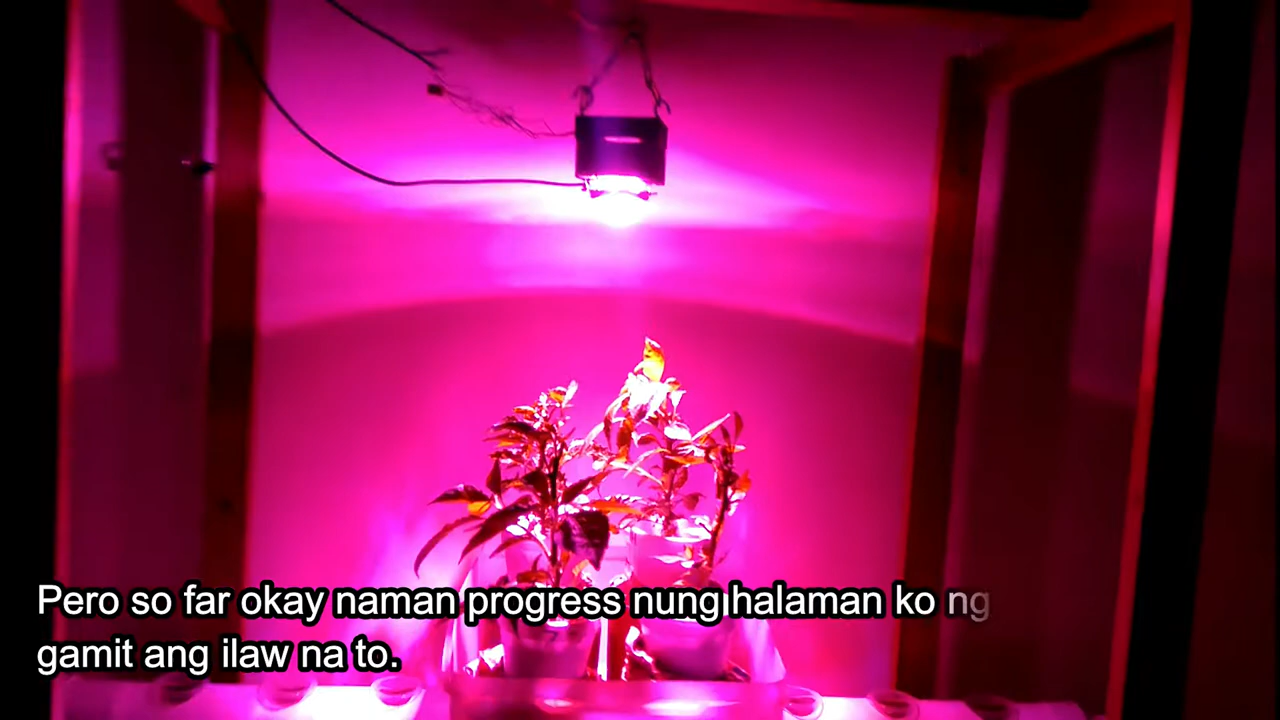 Pero so far okay naman progress nung halaman ko ng
gamit ang ilaw na to.